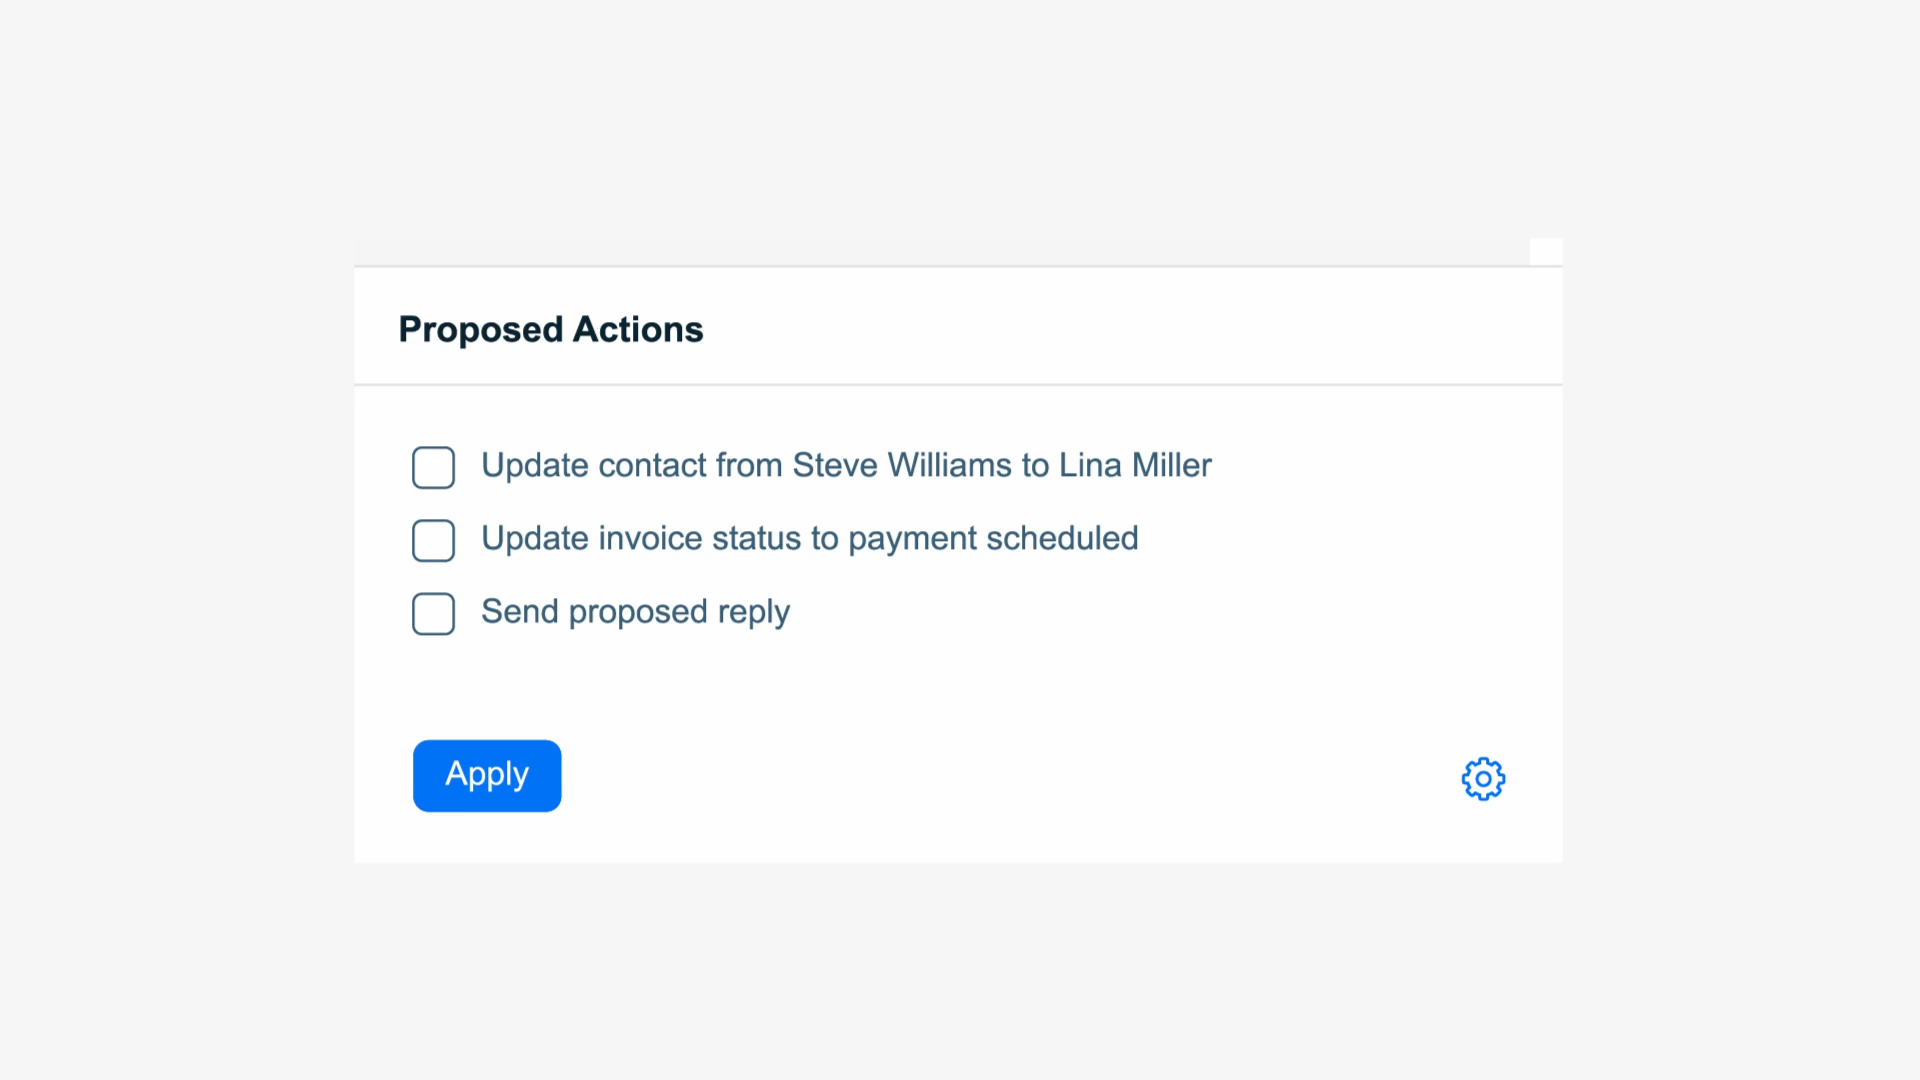 Proposed Actions
Update contact from Steve Williams to Lina Miller
Update invoice status to payment scheduled
Send proposed reply
Apply